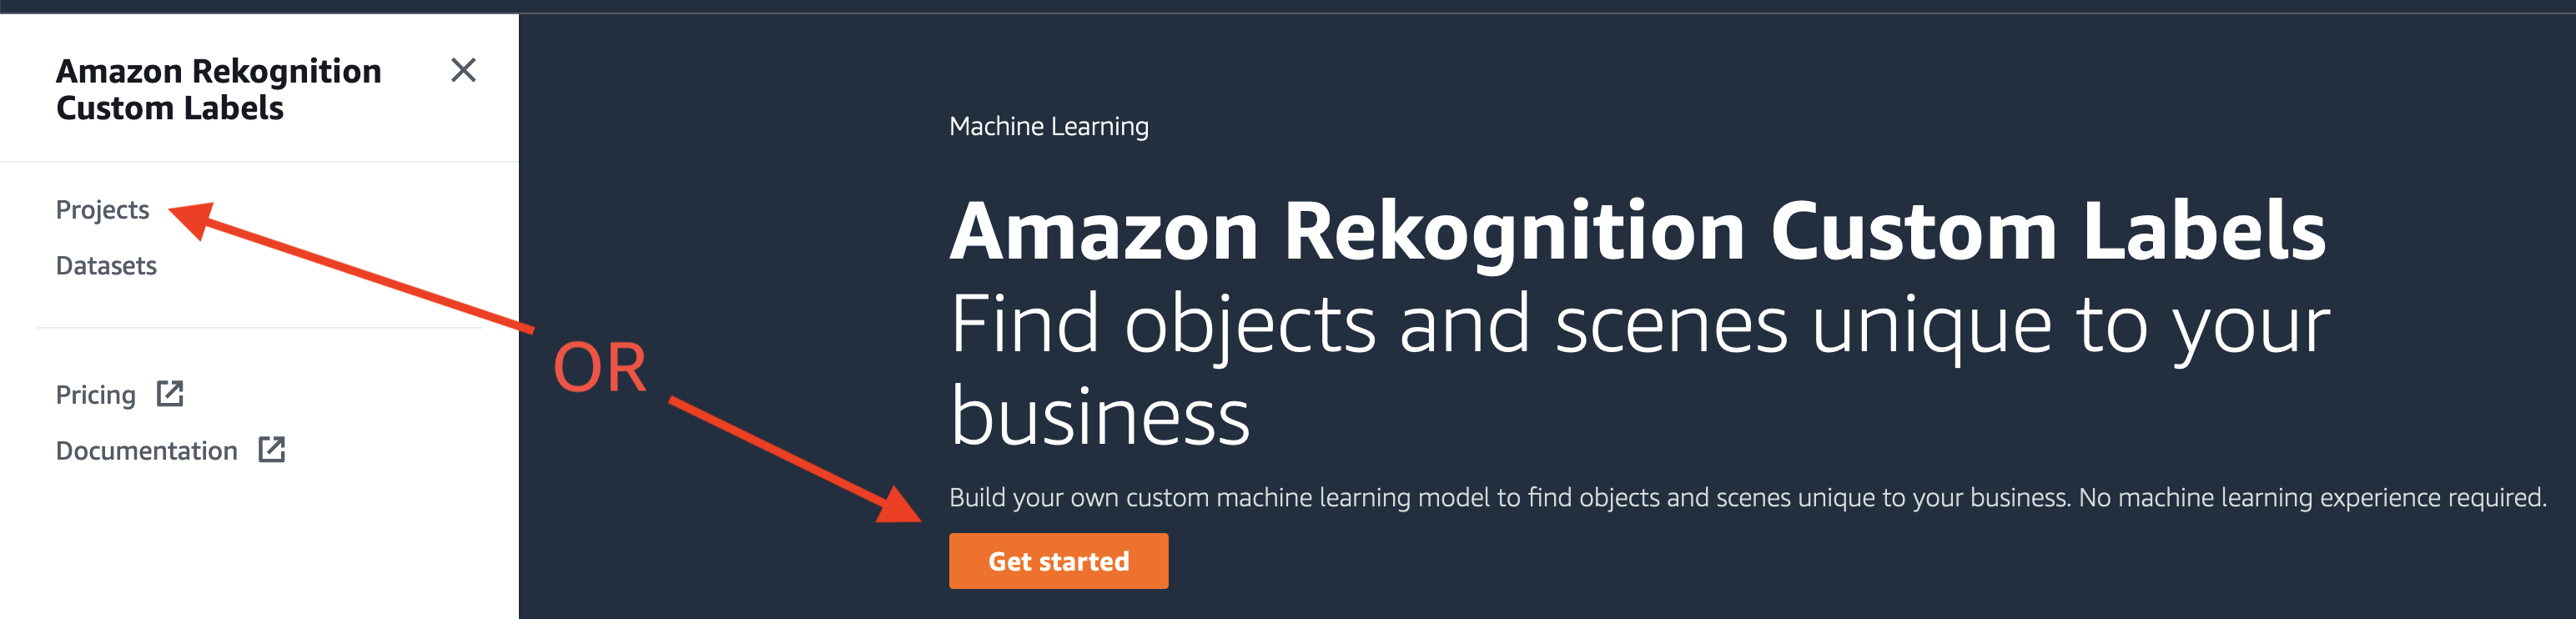 Amazon Rekognition
Custom Labels
Projects
Datasets
Pricing
Documentation
OR
Machine Learning
Amazon Rekognition Custom Labels
Find objects and scenes unique to your
business
Build your own custom machine learning model to find objects and scenes unique to your business. No machine learning experience required.
Get started